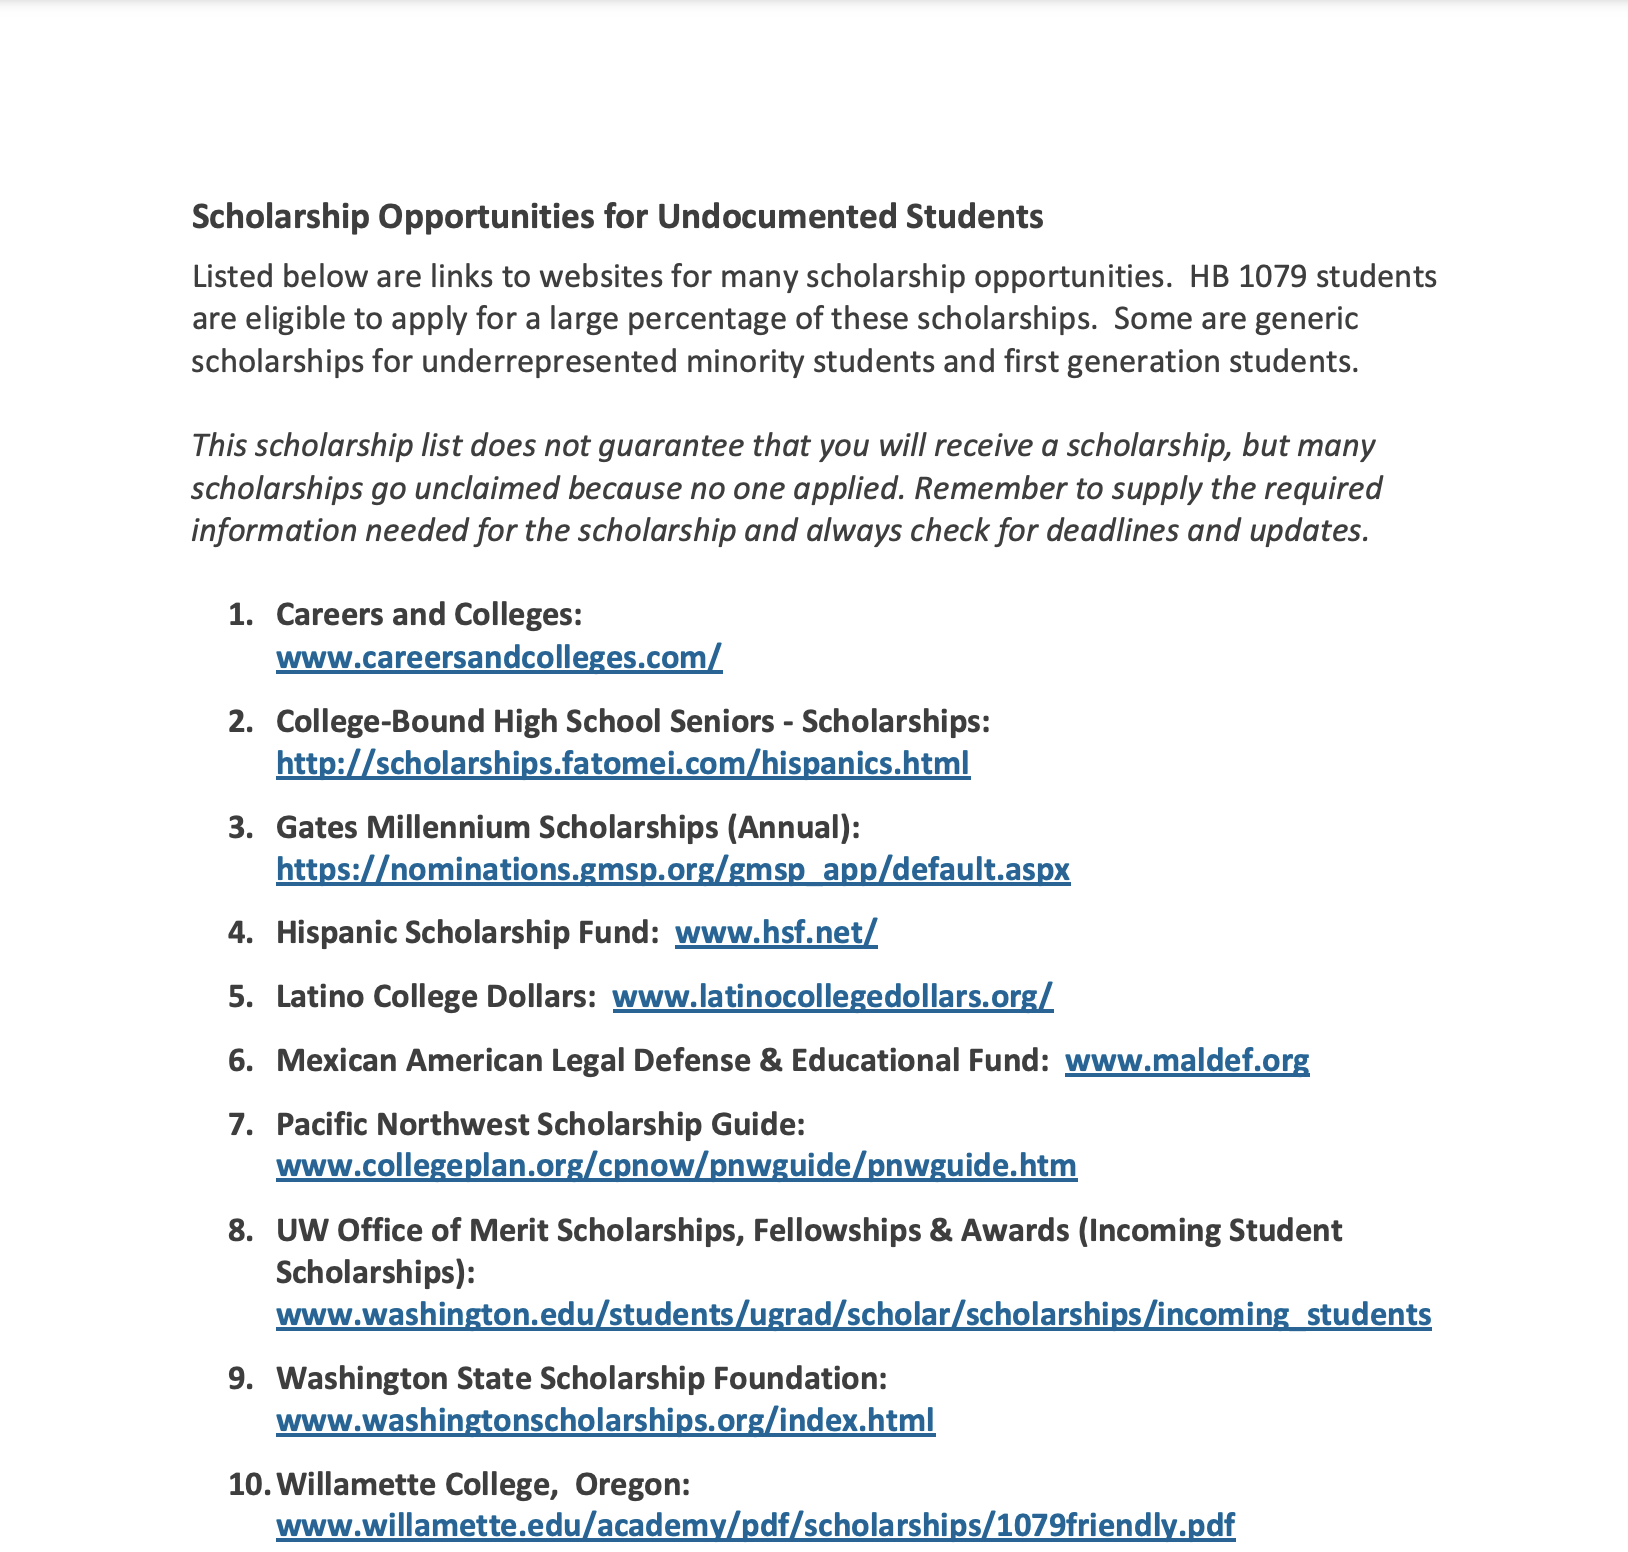 Scholarship Opportunities for Undocumented Students
Listed below are links to websites for many scholarship opportunities.  HB 1079 students
are eligible to apply for a large percentage of these scholarships.  Some are generic
scholarships for underrepresented minority students and first generation students.
This scholarship list does not guarantee that you will receive a scholarship, but many
scholarships go unclaimed because no one applied. Remember to supply the required
information needed for the scholarship and always check for deadlines and updates.
1. Careers and Colleges:
www.careersandcolleges.com/
2. College-Bound High School Seniors - Scholarships:
http://scholarships.fatomei.com/hispanics.html
3. Gates Millennium Scholarships (Annual):
https://nominations.gmsp.org/gmsp_app/default.aspx
4. Hispanic Scholarship Fund:  www.hsf.net/
5. Latino College Dollars:  www.latinocollegedollars.org/
6. Mexican American Legal Defense & Educational Fund:  www.maldef.org
7. Pacific Northwest Scholarship Guide:
www.collegeplan.org/cpnow/pnwguide/pnwguide.htm
8. UW Office of Merit Scholarships, Fellowships & Awards (Incoming Student
Scholarships):
www.washington.edu/students/ugrad/scholar/scholarships/incoming_students
9. Washington State Scholarship Foundation:
www.washingtonscholarships.org/index.html
10. Willamette College,  Oregon:
www.willamette.edu/academy/pdf/scholarships/1079friendly.pdf